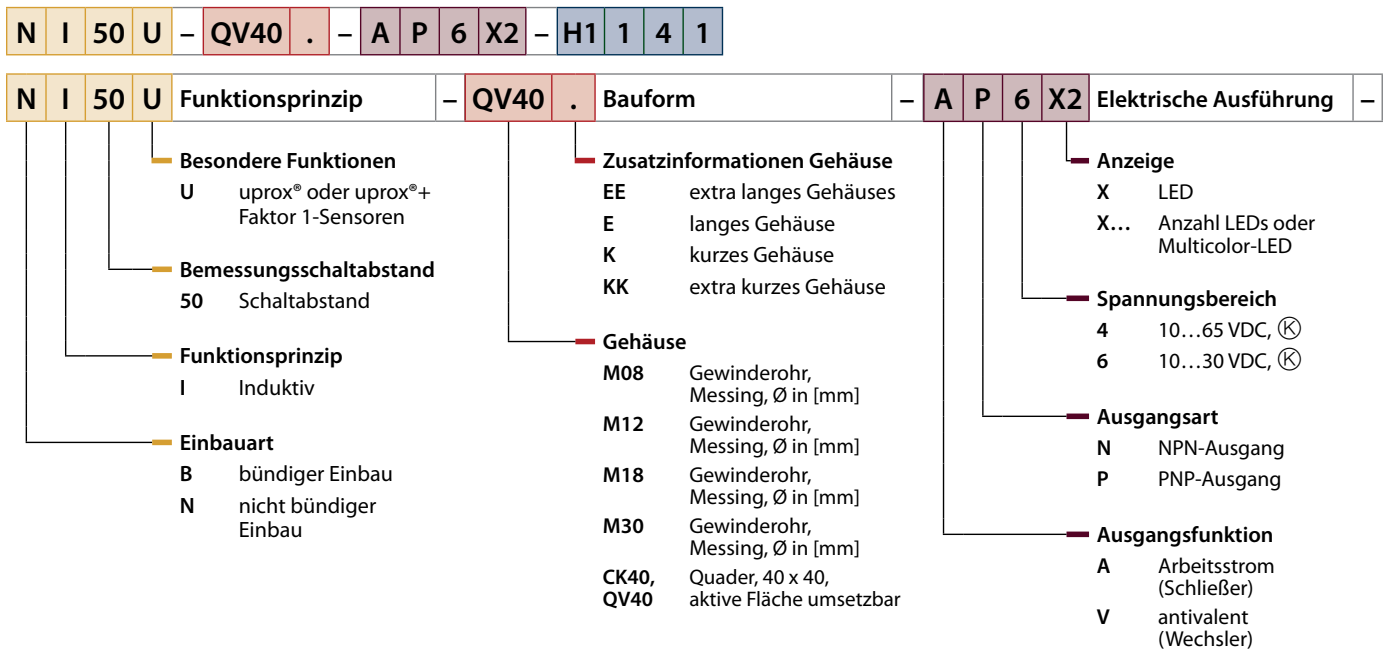 N I 50 U – QV40 . – A P 6 X2 – H1 1 4 1
N I 50 U Funktionsprinzip – QV40 . Bauform – A P 6 X2 Elektrische Ausführung –
Besondere Funktionen
U uprox® oder uprox®+
Faktor 1-Sensoren
Bemessungsschaltabstand
50 Schaltabstand
Funktionsprinzip
I Induktiv
Einbauart
B bündiger Einbau
N nicht bündiger
Einbau
Zusatzinformationen Gehäuse
EE extra langes Gehäuses
E langes Gehäuse
K kurzes Gehäuse
KK extra kurzes Gehäuse
Gehäuse
M08 Gewinderohr,
Messing, Ø in [mm]
M12 Gewinderohr,
Messing, Ø in [mm]
M18 Gewinderohr,
Messing, Ø in [mm]
M30 Gewinderohr,
Messing, Ø in [mm]
CK40, Quader, 40 x 40,
QV40 aktive Fläche umsetzbar
Anzeige
X LED
X… Anzahl LEDs oder
Multicolor-LED
Spannungsbereich
4 10…65 VDC, Ⓚ
6 10…30 VDC, Ⓚ
Ausgangsart
N NPN-Ausgang
P PNP-Ausgang
Ausgangsfunktion
A Arbeitsstrom
(Schließer)
V antivalent
(Wechsler)